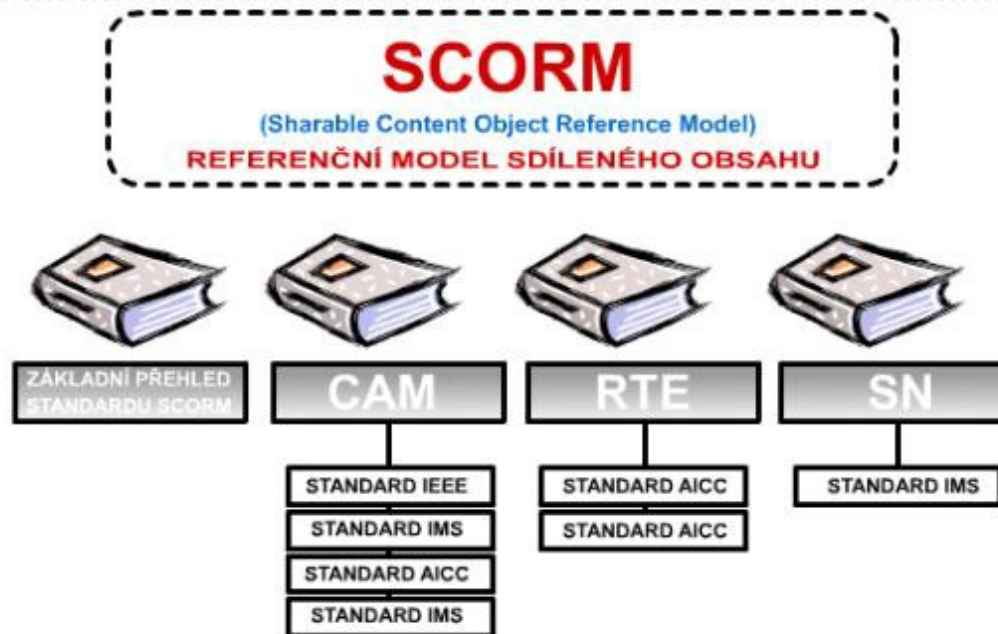 SCORM
(Sharable Content Object Reference Model)
REFERENČNÍ MODEL SDÍLENÉHO OBSAHU
ZÁKLADNÍ PŘEHLED
STANDARDU SCORM
CAM
RTE
SN
STANDARD IEEE
STANDARD IMS
STANDARD AICC
STANDARD IMS
STANDARD AICC
STANDARD AICC
STANDARD IMS